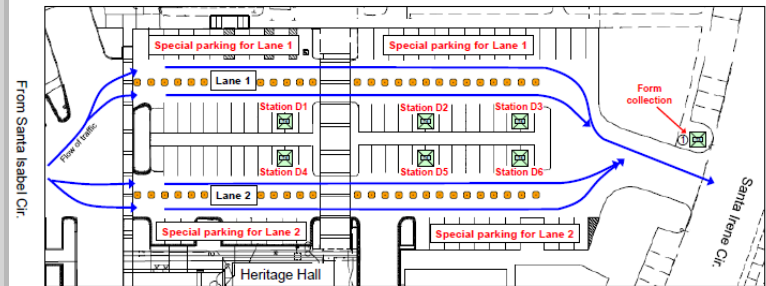 Special parking for Lane 1
Special parking for Lane 1
From Santa Isabel Cir.
Flow of traffic
Lane 1
Form
collection
1
Station D1
Station D2
Station D3
Station D4
Station D5
Station D6
Lane 2
Santa Irene Cir.
Special parking for Lane 2
Special parking for Lane 2
Heritage Hall